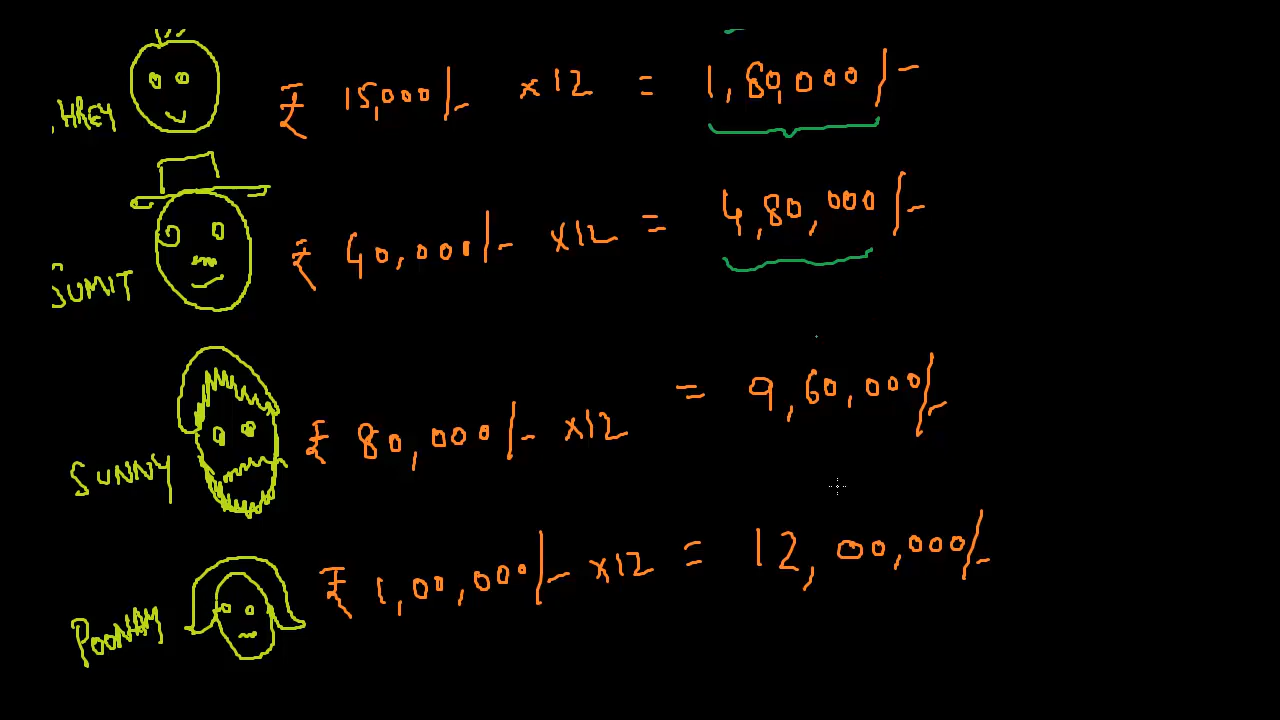 HREY ₹ 15,000/- x12 = 1,80,000/-
SUMIT ₹ 40,000/- x12 = 4,80,000/-
SUNNY ₹ 80,000/- x12 = 9,60,000/-
POONAM ₹ 1,00,000/- x12 = 12,00,000/-